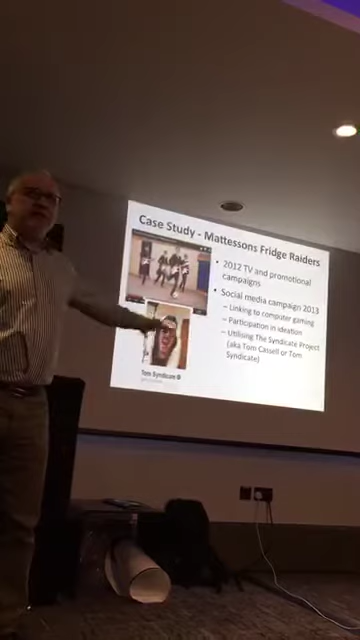 Case Study - Mattessons Fridge Raiders
• 2012 TV and promotional
campaigns.
• Social media campaign 2013
– Linking to computer gaming
– Participation in ideation
– Utilising The Syndicate Project
(aka Tom Cassell or Tom
Syndicate)
Tom Syndicate